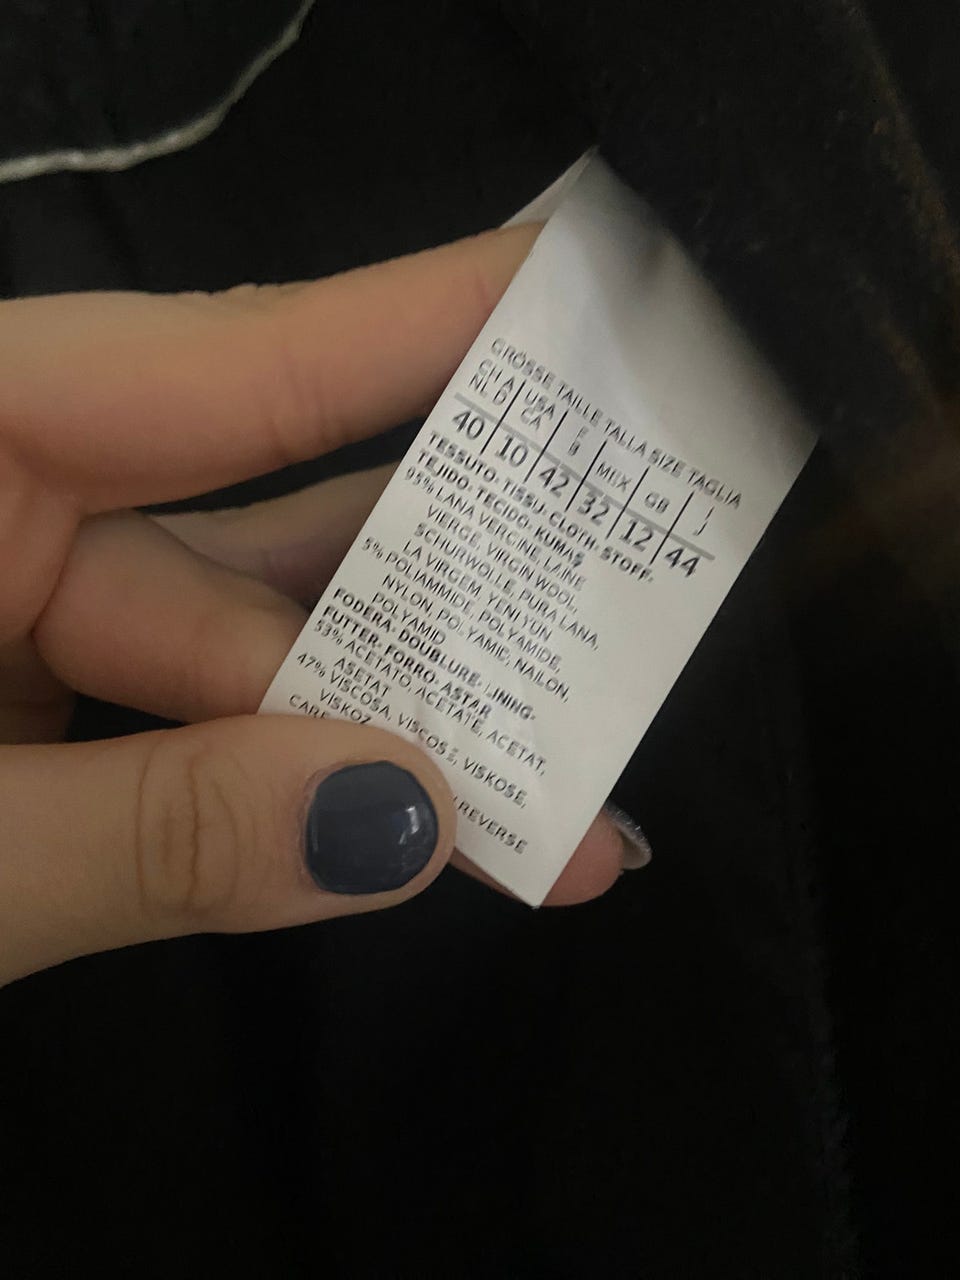 GRÖSSE TAILLE TALLA SIZE TAGLIA
CH A USA F MEX GB I
NL D CA B J
40 10 42 32 12 44
TESSUTO· TISSU· CLOTH· STOFF·
TEJIDO· TECIDO· KUMAŞ
95% LANA VERGINE, LAINE
VIERGE, VIRGIN WOOL,
SCHURWOLLE, PURA LANA,
LA VIRGEM, YENI YUN
5% POLIAMMIDE, POLYAMIDE,
NYLON, POLYAMID, NAILON,
POLYAMID
FODERA· DOUBLURE· LINING·
FUTTER· FORRO· ASTAR
53% ACETATO, ACETATE, ACETAT,
ASETAT
47% VISCOSA, VISCOSE, VISKOSE,
VISKOZ
CARE
REVERSE